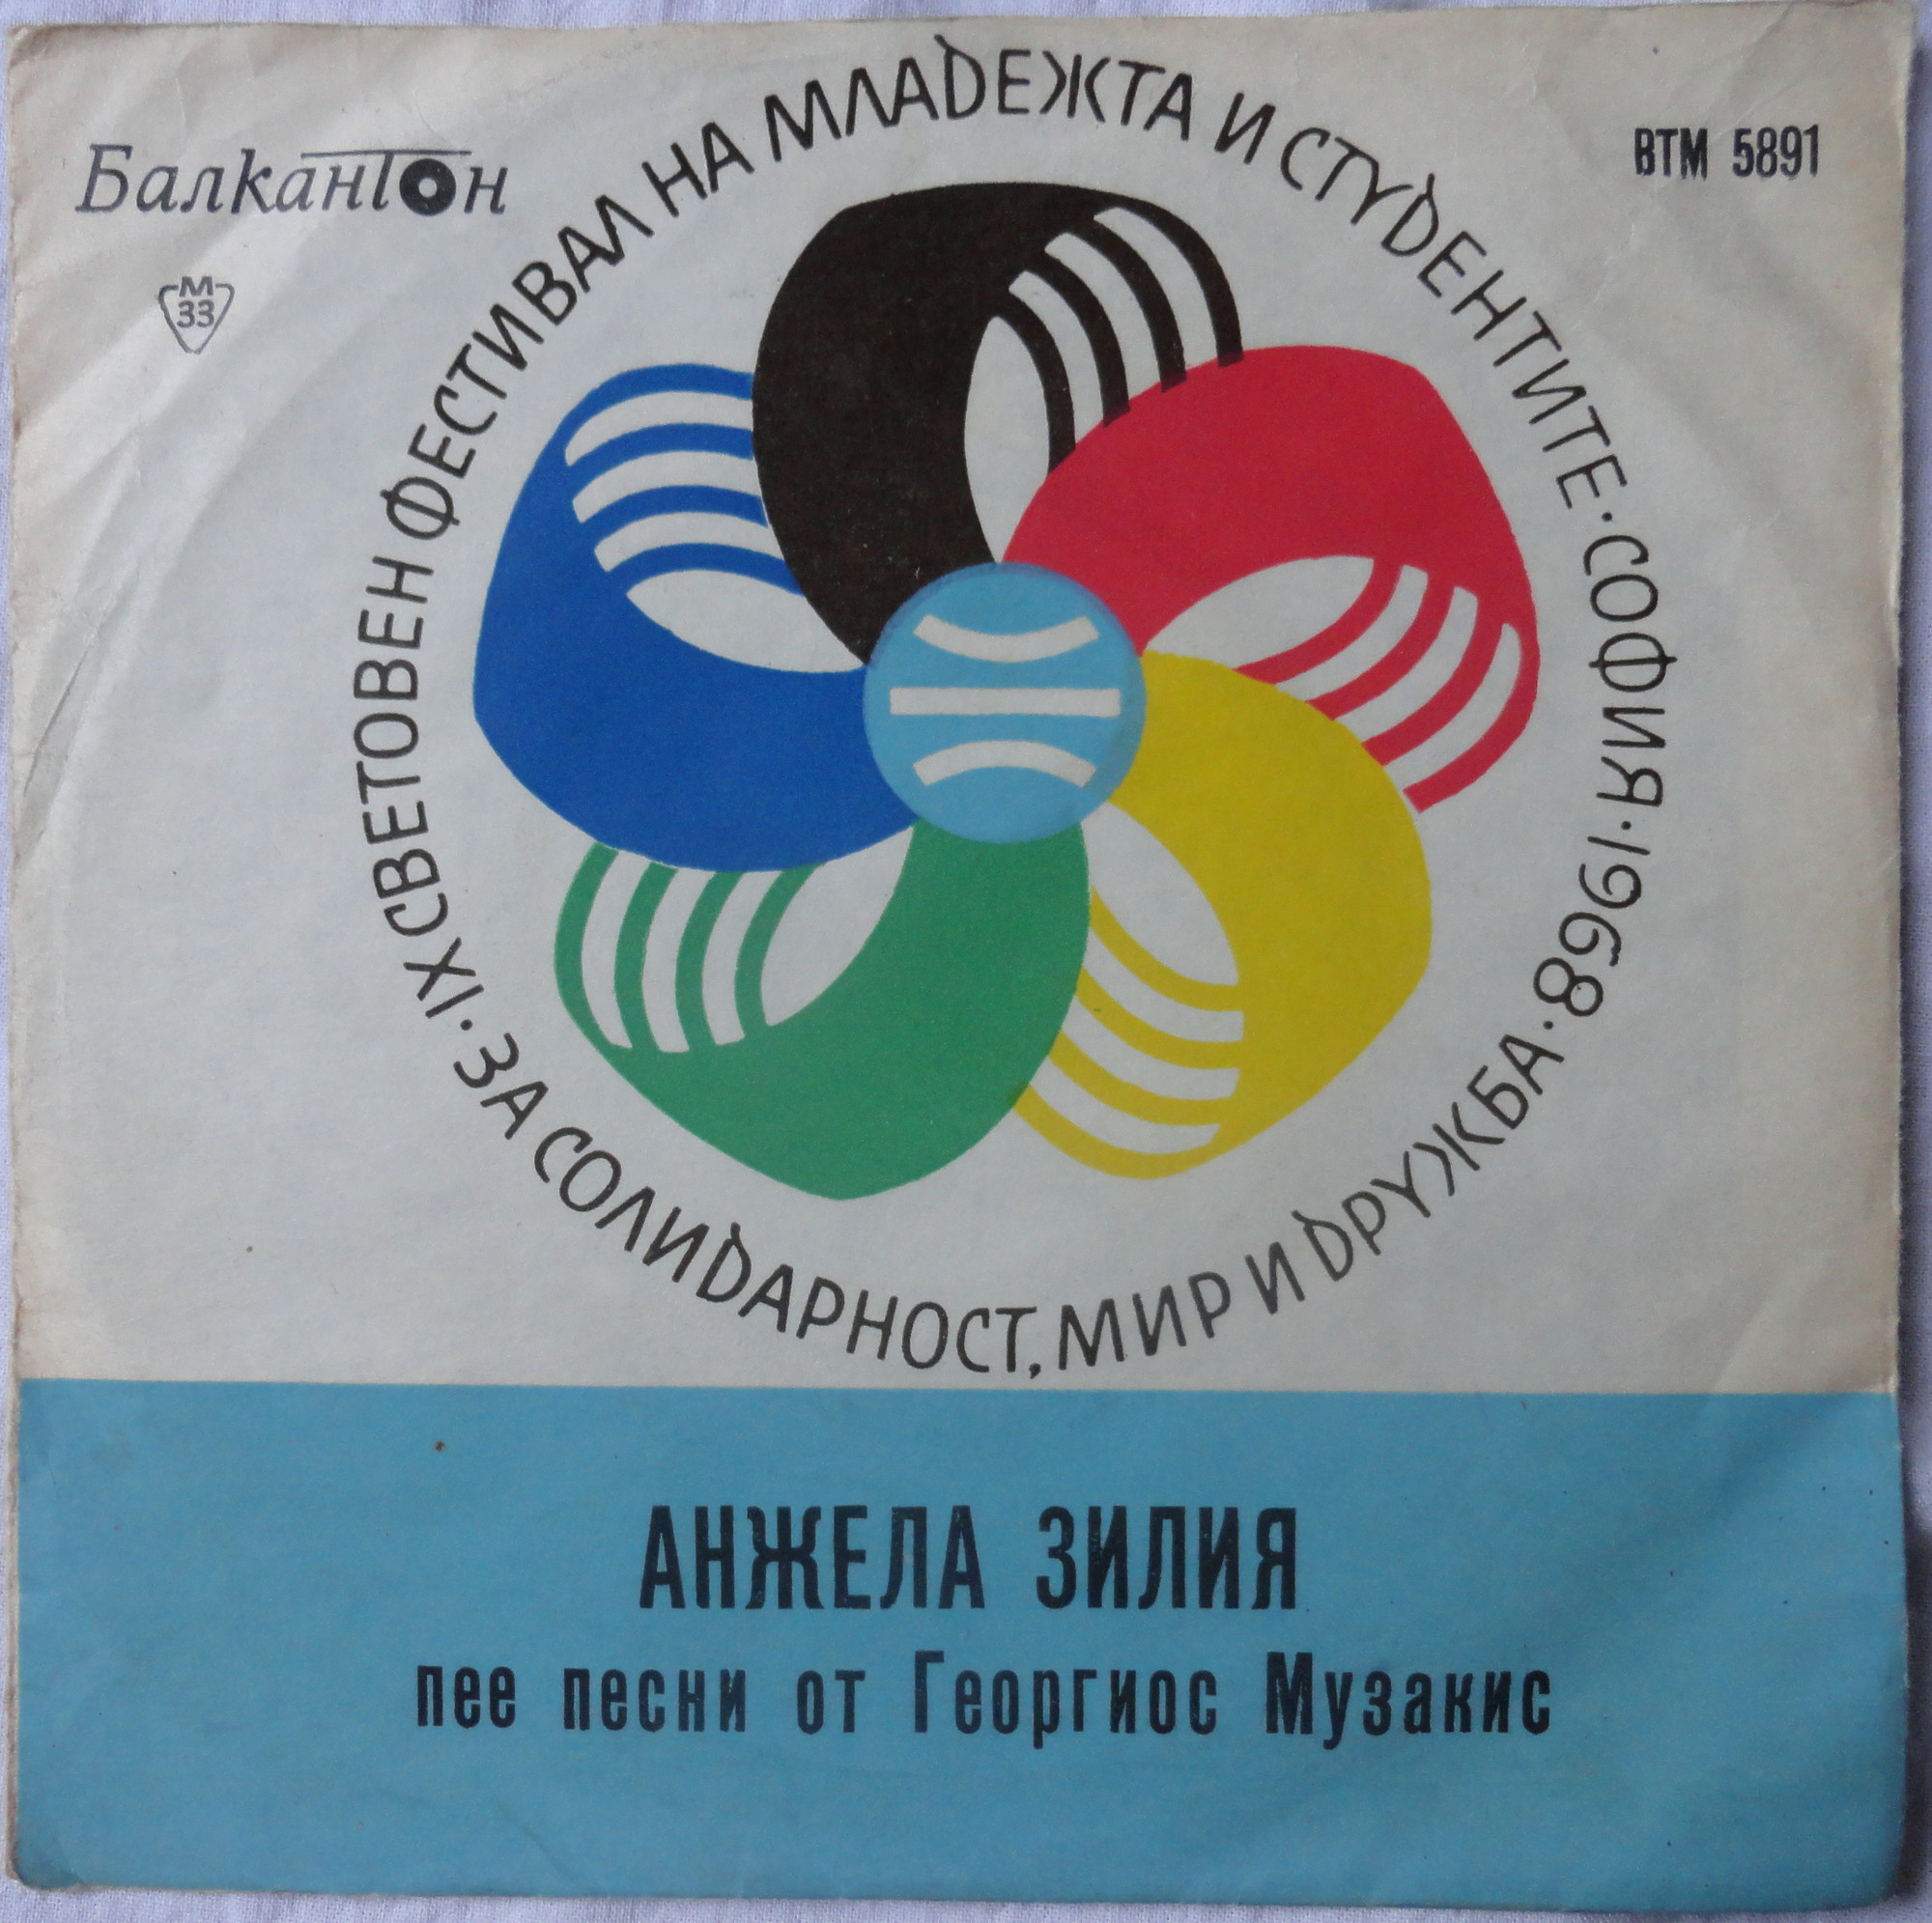 Балкантон
ВТМ 5891
М
33
IX СВЕТОВЕН ФЕСТИВАЛ НА МЛАДЕЖТА И СТУДЕНТИТЕ · СОФИЯ · 1968 · ЗА СОЛИДАРНОСТ, МИР И ДРУЖБА ·
АНЖЕЛА ЗИЛИЯ
пее песни от Георгиос Музакис